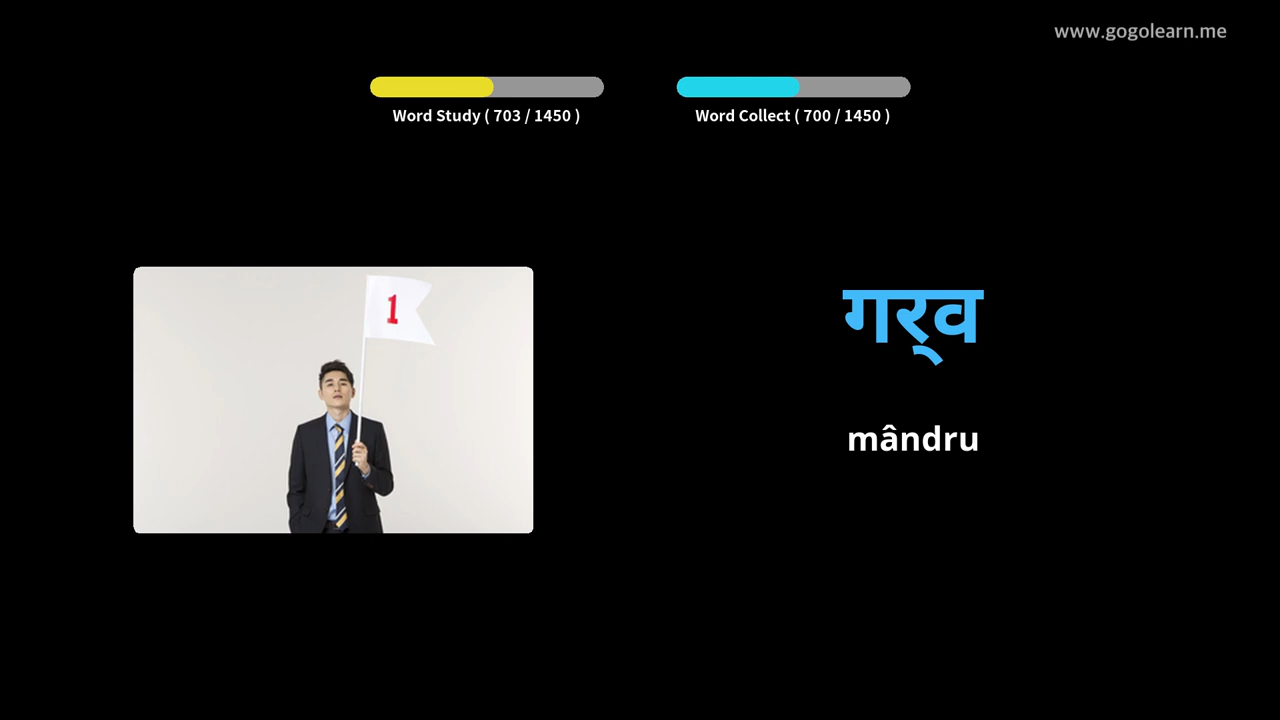 www.gogolearn.me
Word Study ( 703 / 1450 )
Word Collect ( 700 / 1450 )
1
गर्‌व
mândru